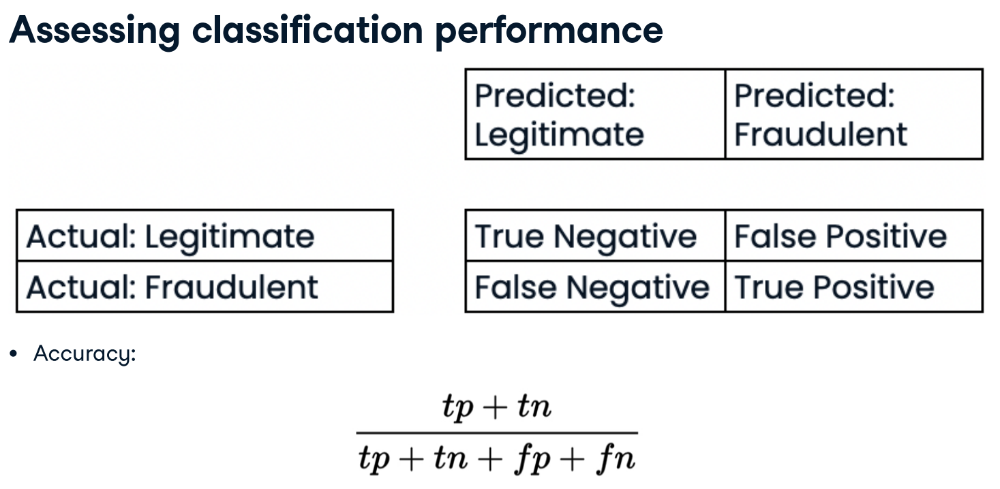 Assessing classification performance
Predicted:
Legitimate
Predicted:
Fraudulent
Actual: Legitimate
True Negative
False Positive
Actual: Fraudulent
False Negative
True Positive
• Accuracy:
tp + tn
tp + tn + fp + fn